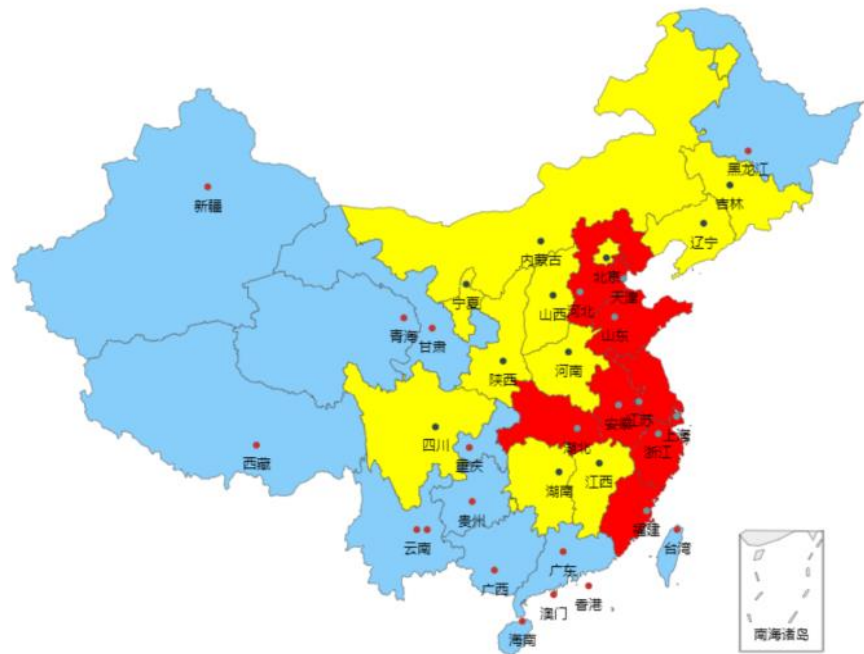 黑龙江
吉林
新疆
辽宁
内蒙古
北京
天津
宁夏
山西
河北
青海
甘肃
山东
陕西
河南
安徽
江苏
四川
湖北
上海
浙江
西藏
重庆
湖南
江西
贵州
云南
福建
台湾
广东
广西
香港
澳门
海南
南海诸岛